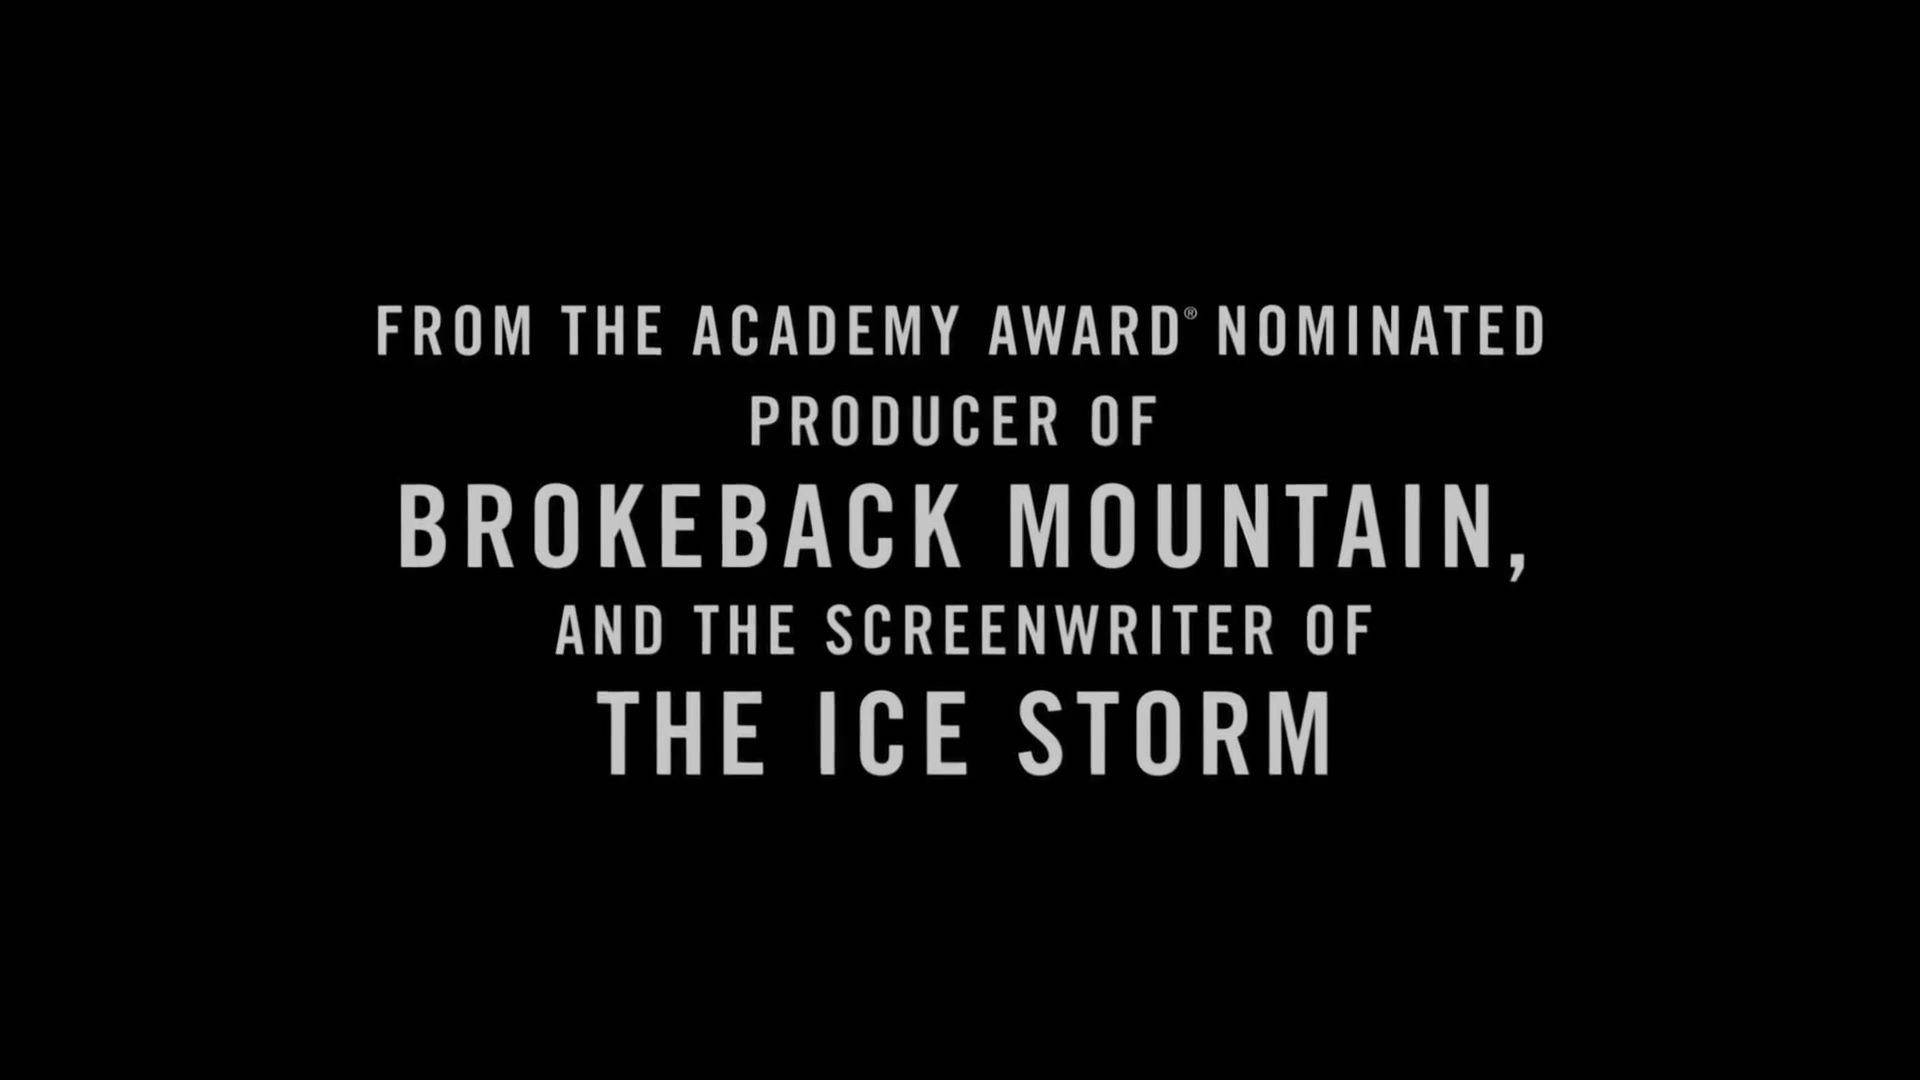 FROM THE ACADEMY AWARD® NOMINATED
PRODUCER OF
BROKEBACK MOUNTAIN,
AND THE SCREENWRITER OF
THE ICE STORM